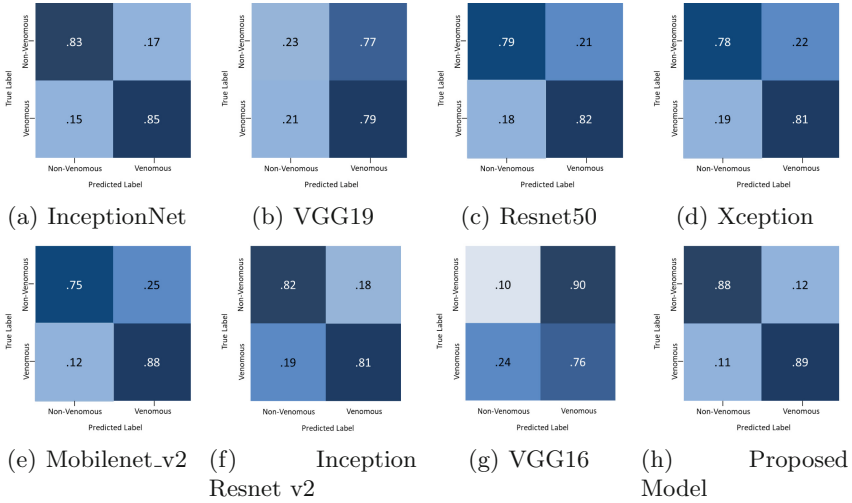 Non-Venomous
.83
.17
True Label
Venomous
.15
.85
Non-Venomous Venomous
Predicted Label
(a) InceptionNet
Non-Venomous
.23
.77
True Label
Venomous
.21
.79
Non-Venomous Venomous
Predicted Label
(b) VGG19
Non-Venomous
.79
.21
True Label
Venomous
.18
.82
Non-Venomous Venomous
Predicted Label
(c) Resnet50
Non-Venomous
.78
.22
True Label
Venomous
.19
.81
Non-Venomous Venomous
Predicted Label
(d) Xception
Non-Venomous
.75
.25
True Label
Venomous
.12
.88
Non-Venomous Venomous
Predicted Label
(e) Mobilenet_v2
Non-Venomous
.82
.18
True Label
Venomous
.19
.81
Non-Venomous Venomous
Predicted Label
(f) Inception
Resnet v2
Non-Venomous
.10
.90
True Label
Venomous
.24
.76
Non-Venomous Venomous
Predicted Label
(g) VGG16
Non-Venomous
.88
.12
True Label
Venomous
.11
.89
Non-Venomous Venomous
Predicted Label
(h) Proposed
Model